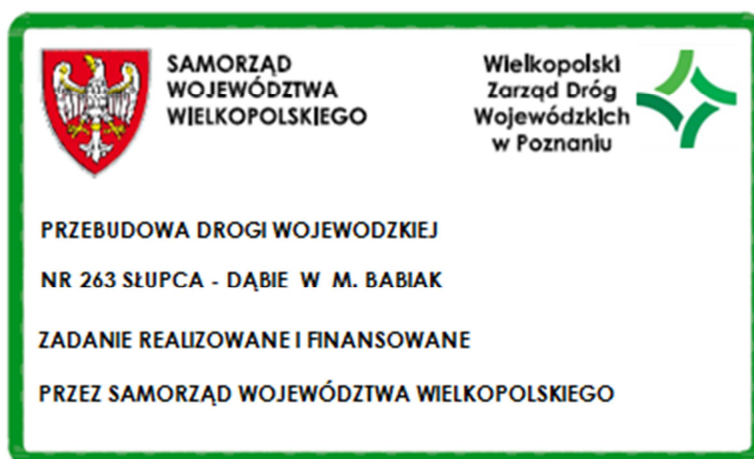 SAMORZĄD
WOJEWÓDZTWA
WIELKOPOLSKIEGO
Wielkopolski
Zarząd Dróg
Wojewódzkich
w Poznaniu
PRZEBUDOWA DROGI WOJEWODZKIEJ
NR 263 SŁUPCA - DĄBIE W M. BABIAK
ZADANIE REALIZOWANE I FINANSOWANE
PRZEZ SAMORZĄD WOJEWÓDZTWA WIELKOPOLSKIEGO